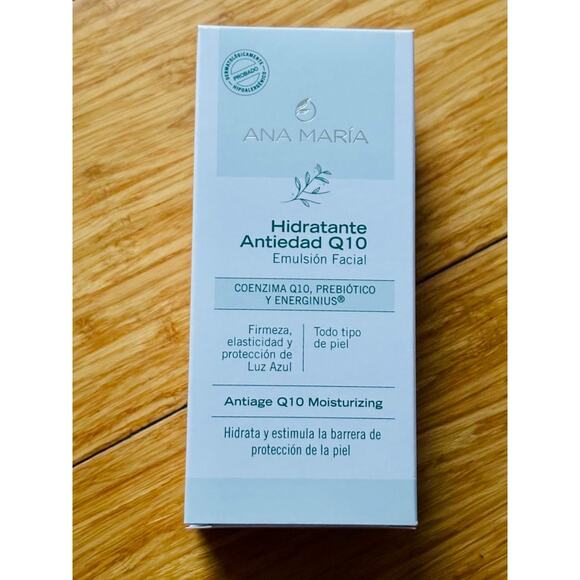 DERMATOLÓGICAMENTE
PROBADO
HIPOALERGÉNICO
ANA MARÍA
Hidratante
Antiedad Q10
Emulsión Facial
COENZIMA Q10, PREBIÓTICO
Y ENERGINIUS®
Firmeza,
elasticidad y
protección de
Luz Azul
Todo tipo
de piel
Antiage Q10 Moisturizing
Hidrata y estimula la barrera de
protección de la piel